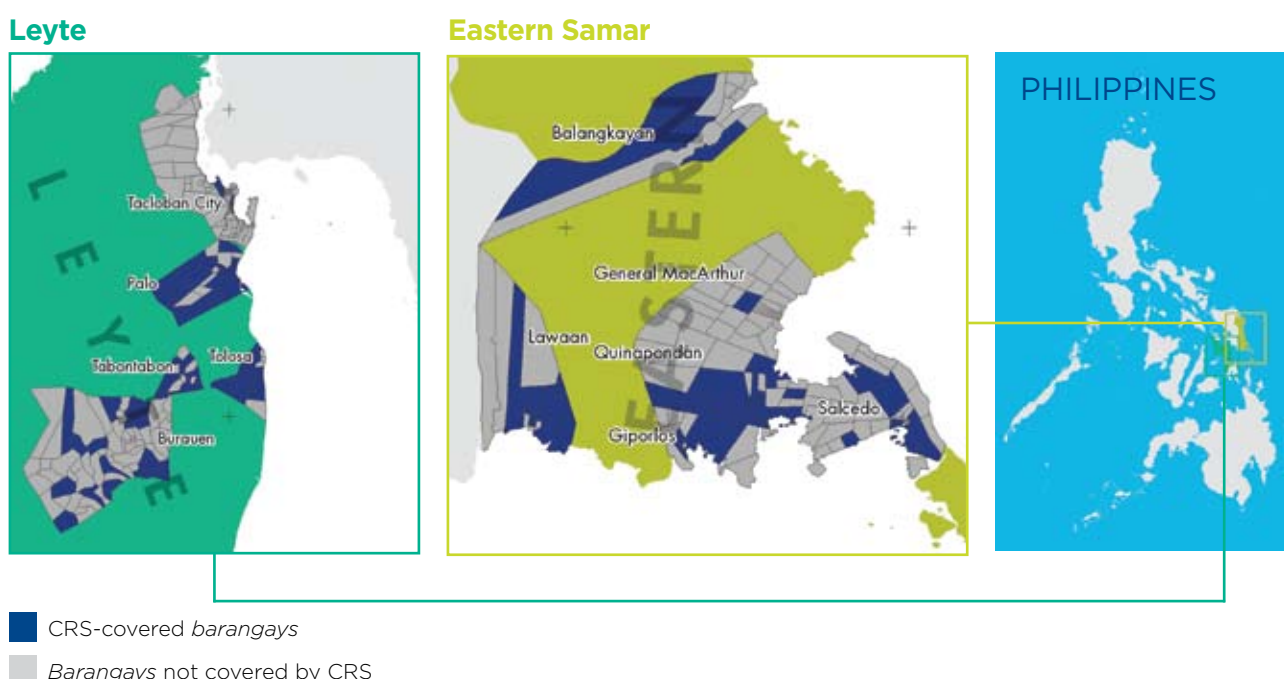 Leyte
Eastern Samar
PHILIPPINES
LEYTE
Tacloban City
Palo
Tabontabon
Tolosa
Burauen
EASTERN
Balangkayan
General MacArthur
Lawaan
Quinapondan
Salcedo
Giporlos
CRS-covered barangays
Barangays not covered by CRS